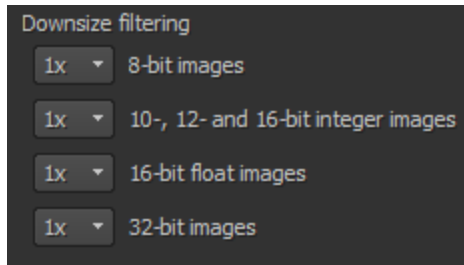 Downsize filtering
1x 8-bit images
1x 10-, 12- and 16-bit integer images
1x 16-bit float images
1x 32-bit images